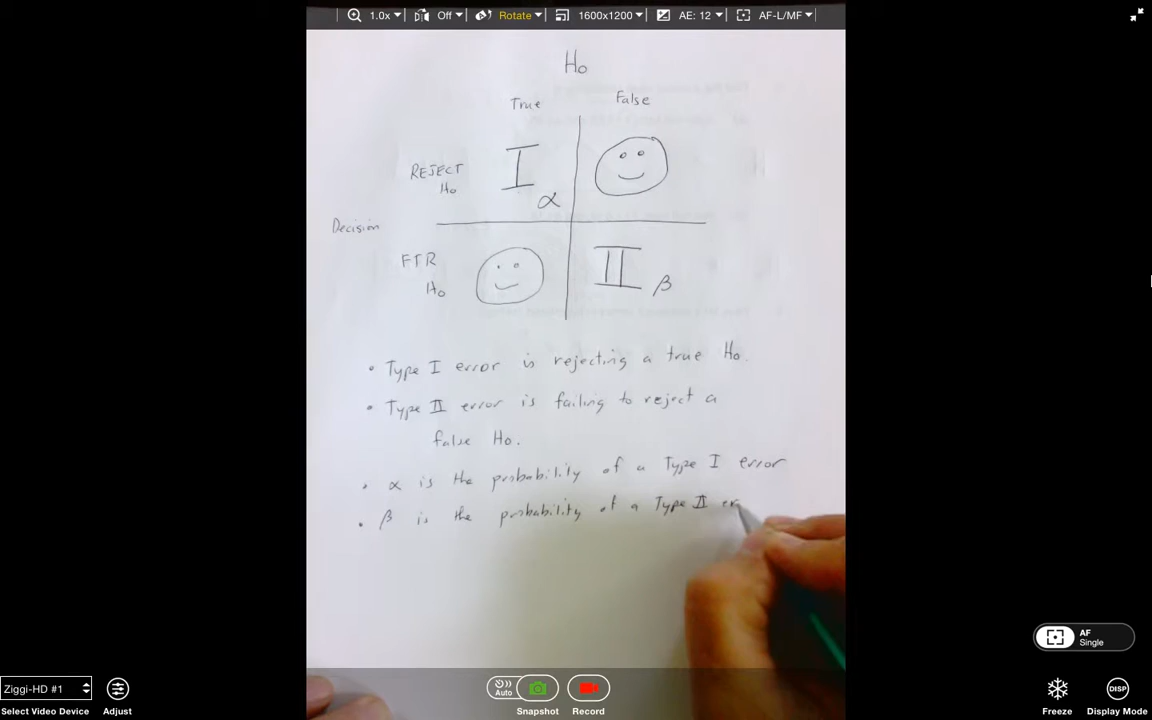 1.0x
Off
Rotate
1600x1200
AE: 12
AF-L/MF
Ho
True False
REJECT
Ho
I
α
Decision
FTR
Ho
II
β
• Type I error is rejecting a true Ho.
• Type II error is failing to reject a
false Ho.
• α is the probability of a Type I error
• β is the probability of a Type II er
AF
Single
Ziggi-HD #1
Select Video Device
Adjust
Auto
Snapshot
Record
Freeze
DISP
Display Mode